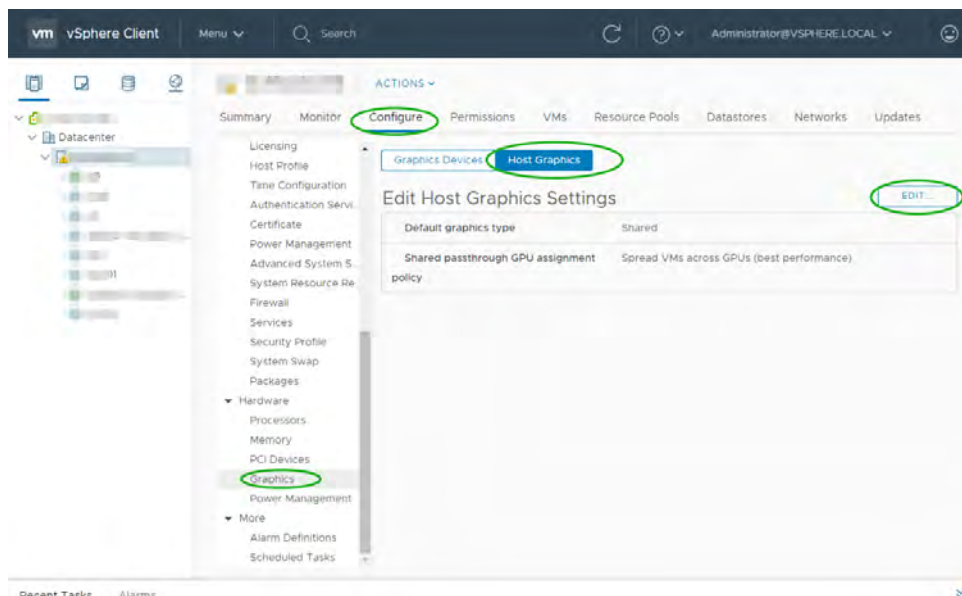 vm vSphere Client Menu Search Administrator@VSPHERE.LOCAL
ACTIONS
Summary Monitor Configure Permissions VMs Resource Pools Datastores Networks Updates
Datacenter
Licensing
Host Profile
Time Configuration
Authentication Servi...
Certificate
Power Management
Advanced System S...
System Resource Re...
Firewall
Services
Security Profile
System Swap
Packages
Hardware
Processors
Memory
PCI Devices
Graphics
Power Management
More
Alarm Definitions
Scheduled Tasks
Graphics Devices Host Graphics
Edit Host Graphics Settings
EDIT...
Default graphics type Shared
Shared passthrough GPU assignment Spread VMs across GPUs (best performance)
policy
Recent Tasks Alarms